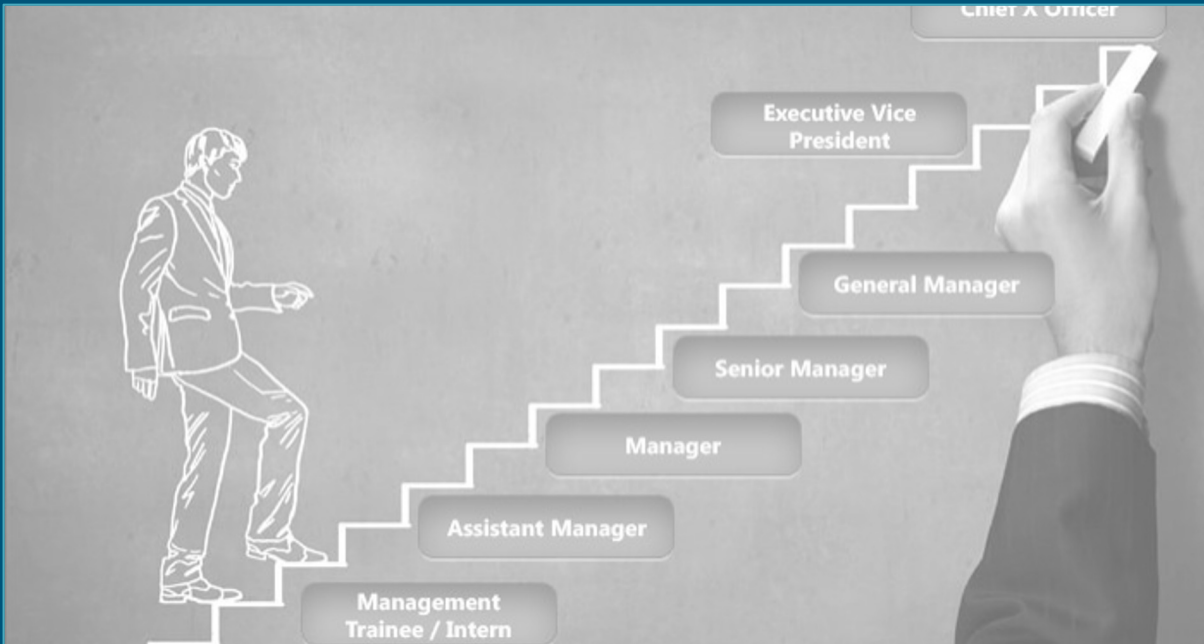 Chief X Officer
Executive Vice
President
General Manager
Senior Manager
Manager
Assistant Manager
Management
Trainee / Intern